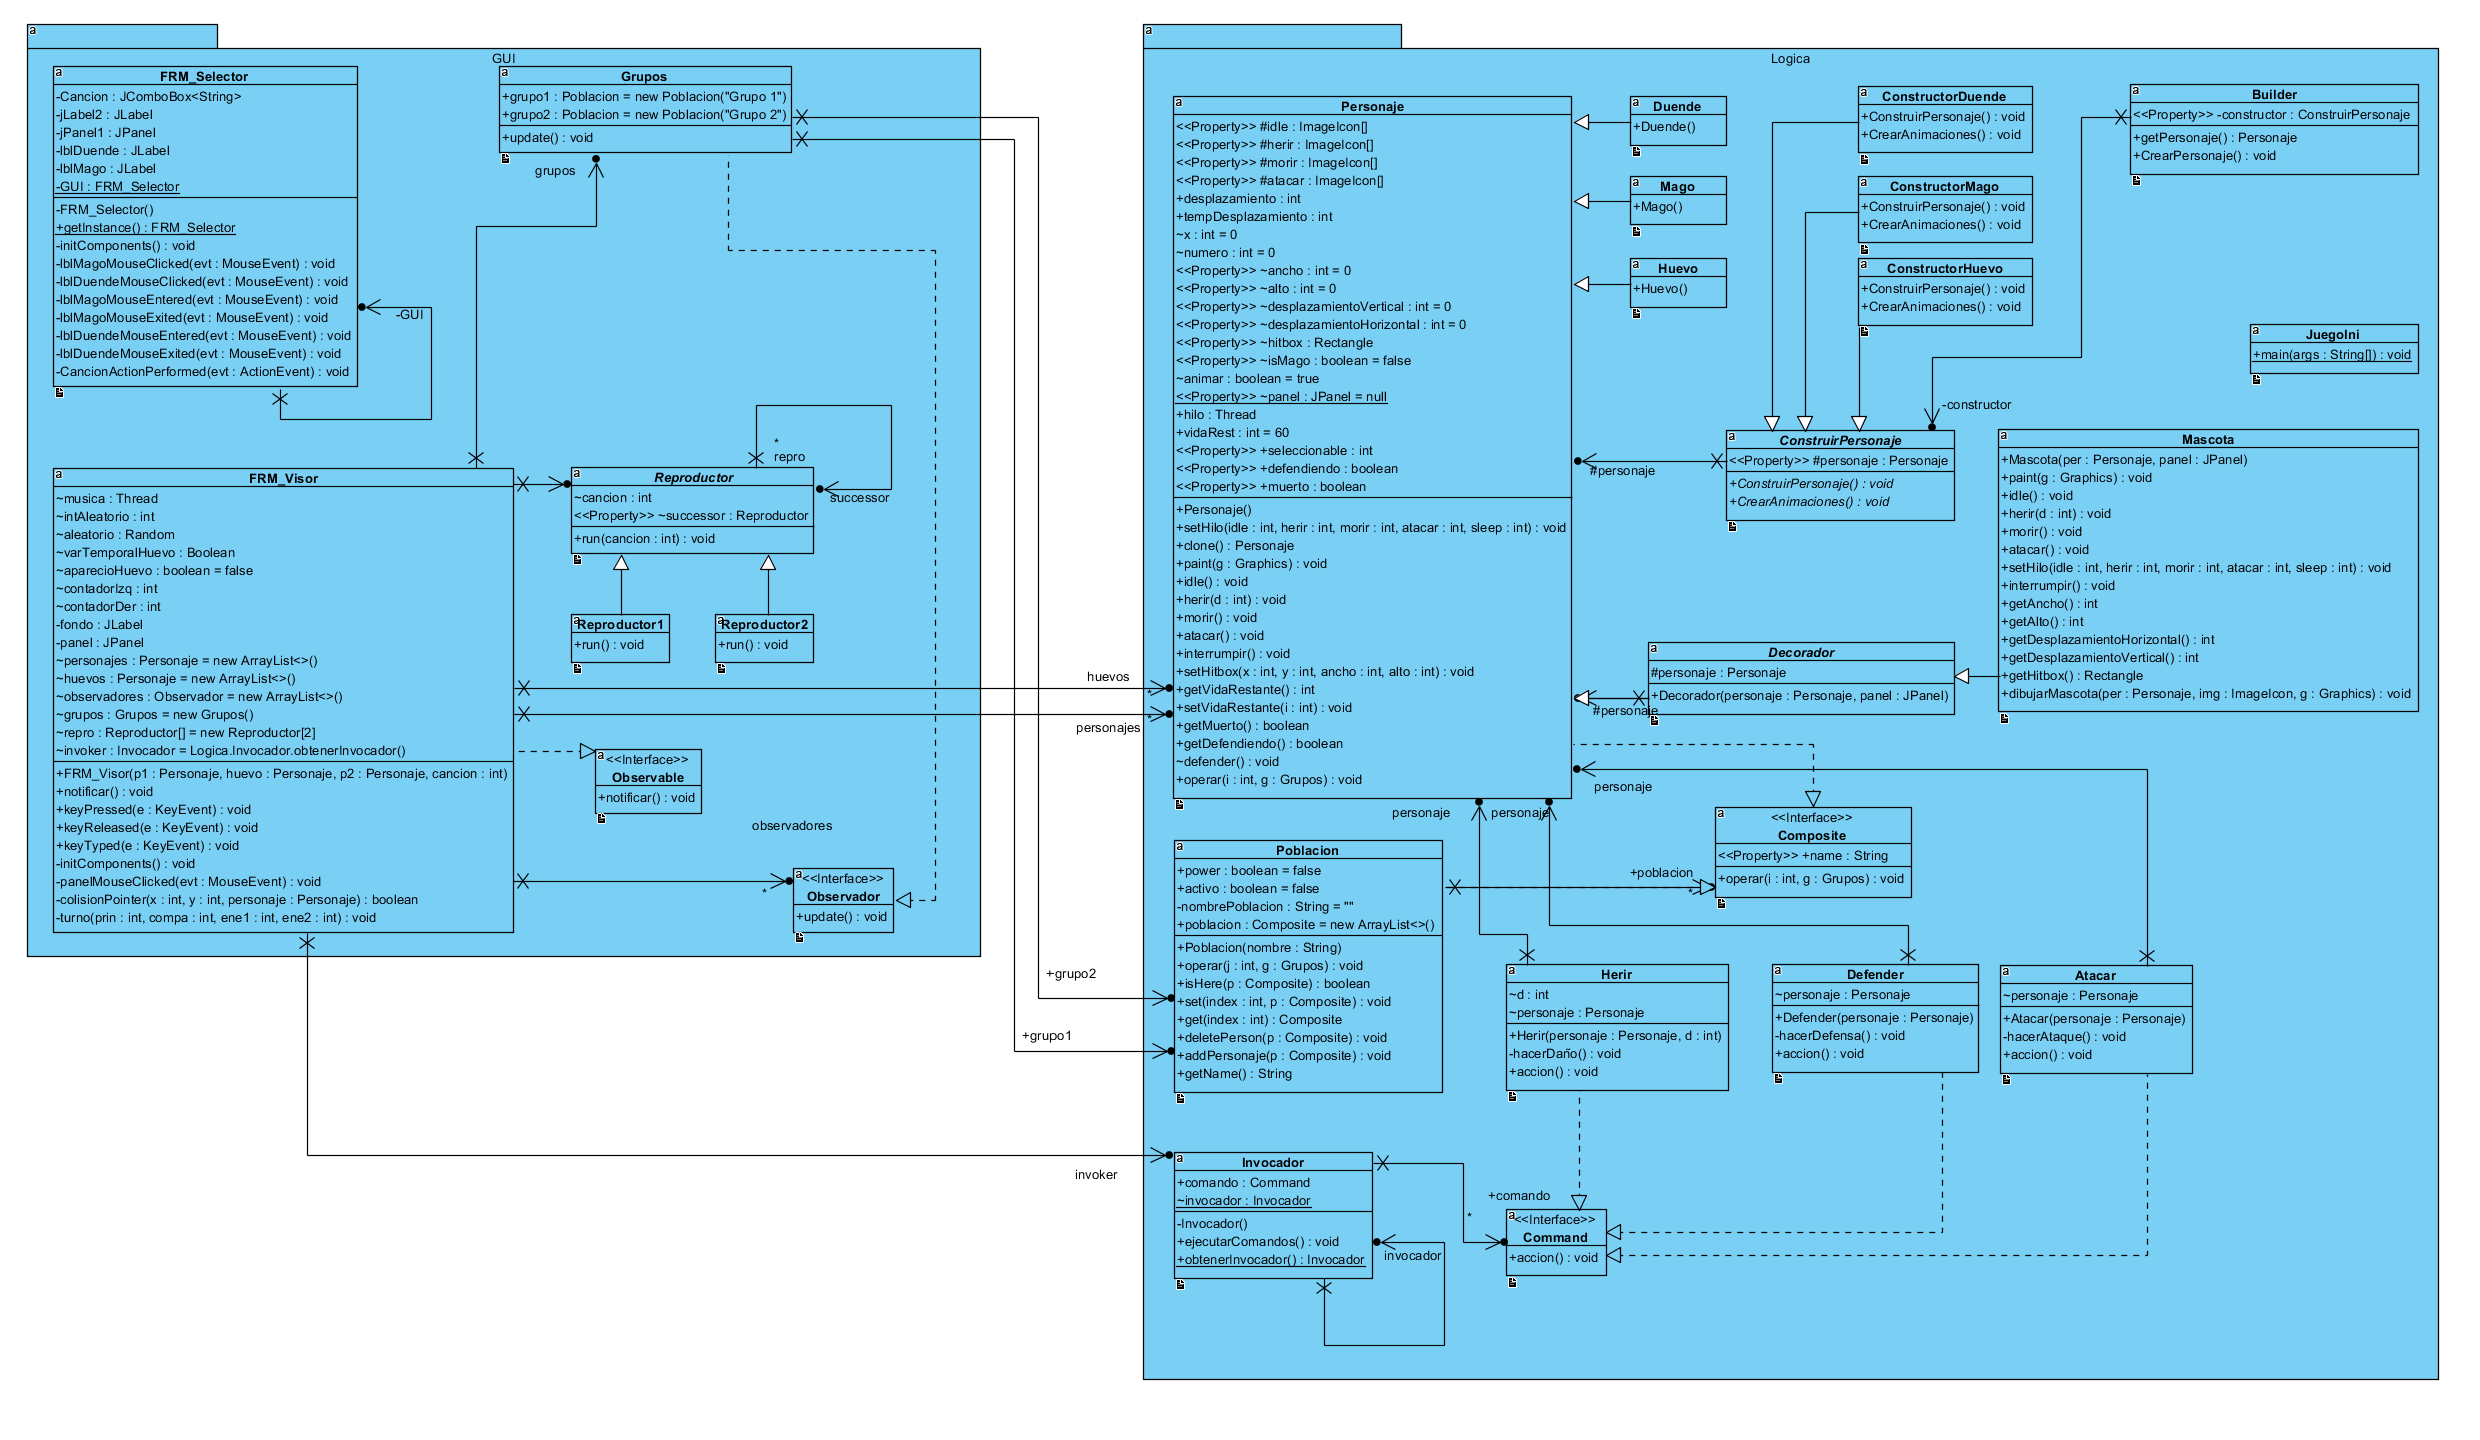 a
GUI
a
FRM_Selector
-Cancion : JComboBox<String>
-jLabel2 : JLabel
-jPanel1 : JPanel
-lblDuende : JLabel
-lblMago : JLabel
-GUI : FRM_Selector
-FRM_Selector()
+getInstance() : FRM_Selector
-initComponents() : void
-lblMagoMouseClicked(evt : MouseEvent) : void
-lblDuendeMouseClicked(evt : MouseEvent) : void
-lblMagoMouseEntered(evt : MouseEvent) : void
-lblMagoMouseExited(evt : MouseEvent) : void
-lblDuendeMouseEntered(evt : MouseEvent) : void
-lblDuendeMouseExited(evt : MouseEvent) : void
-CancionActionPerformed(evt : ActionEvent) : void
-GUI
a
Grupos
+grupo1 : Poblacion = new Poblacion("Grupo 1")
+grupo2 : Poblacion = new Poblacion("Grupo 2")
+update() : void
grupos
a
FRM_Visor
~musica : Thread
~intAleatorio : int
~aleatorio : Random
~varTemporalHuevo : Boolean
~aparecioHuevo : boolean = false
~contadorIzq : int
~contadorDer : int
-fondo : JLabel
-panel : JPanel
~personajes : Personaje = new ArrayList<>()
~huevos : Personaje = new ArrayList<>()
~observadores : Observador = new ArrayList<>()
~grupos : Grupos = new Grupos()
~repro : Reproductor[] = new Reproductor[2]
~invoker : Invocador = Logica.Invocador.obtenerInvocador()
+FRM_Visor(p1 : Personaje, huevo : Personaje, p2 : Personaje, cancion : int)
+notificar() : void
+keyPressed(e : KeyEvent) : void
+keyReleased(e : KeyEvent) : void
+keyTyped(e : KeyEvent) : void
-initComponents() : void
-panelMouseClicked(evt : MouseEvent) : void
-colisionPointer(x : int, y : int, personaje : Personaje) : boolean
-turno(prin : int, compa : int, ene1 : int, ene2 : int) : void
*
repro
a
Reproductor
~cancion : int
<<Property>> ~successor : Reproductor
+run(cancion : int) : void
successor
a
Reproductor1
+run() : void
a
Reproductor2
+run() : void
a
<<Interface>>
Observable
+notificar() : void
observadores
*
a
<<Interface>>
Observador
+update() : void
huevos
*
personajes
*
+grupo2
+grupo1
invoker
a
Logica
a
Personaje
<<Property>> #idle : ImageIcon[]
<<Property>> #herir : ImageIcon[]
<<Property>> #morir : ImageIcon[]
<<Property>> #atacar : ImageIcon[]
+desplazamiento : int
+tempDesplazamiento : int
~x : int = 0
~numero : int = 0
<<Property>> ~ancho : int = 0
<<Property>> ~alto : int = 0
<<Property>> ~desplazamientoVertical : int = 0
<<Property>> ~desplazamientoHorizontal : int = 0
<<Property>> ~hitbox : Rectangle
<<Property>> ~isMago : boolean = false
~animar : boolean = true
<<Property>> ~panel : JPanel = null
+hilo : Thread
+vidaRest : int = 60
<<Property>> +seleccionable : int
<<Property>> +defendiendo : boolean
<<Property>> +muerto : boolean
+Personaje()
+setHilo(idle : int, herir : int, morir : int, atacar : int, sleep : int) : void
+clone() : Personaje
+paint(g : Graphics) : void
+idle() : void
+herir(d : int) : void
+morir() : void
+atacar() : void
+interrumpir() : void
+setHitbox(x : int, y : int, ancho : int, alto : int) : void
+getVidaRestante() : int
+setVidaRestante(i : int) : void
+getMuerto() : boolean
+getDefendiendo() : boolean
~defender() : void
+operar(i : int, g : Grupos) : void
a
Duende
+Duende()
a
Mago
+Mago()
a
Huevo
+Huevo()
a
ConstructorDuende
+ConstruirPersonaje() : void
+CrearAnimaciones() : void
a
ConstructorMago
+ConstruirPersonaje() : void
+CrearAnimaciones() : void
a
ConstructorHuevo
+ConstruirPersonaje() : void
+CrearAnimaciones() : void
a
Builder
<<Property>> -constructor : ConstruirPersonaje
+getPersonaje() : Personaje
+CrearPersonaje() : void
a
JuegoIni
+main(args : String[]) : void
-constructor
a
ConstruirPersonaje
<<Property>> #personaje : Personaje
+ConstruirPersonaje() : void
+CrearAnimaciones() : void
#personaje
a
Mascota
+Mascota(per : Personaje, panel : JPanel)
+paint(g : Graphics) : void
+idle() : void
+herir(d : int) : void
+morir() : void
+atacar() : void
+setHilo(idle : int, herir : int, morir : int, atacar : int, sleep : int) : void
+interrumpir() : void
+getAncho() : int
+getAlto() : int
+getDesplazamientoHorizontal() : int
+getDesplazamientoVertical() : int
+getHitbox() : Rectangle
+dibujarMascota(per : Personaje, img : ImageIcon, g : Graphics) : void
a
Decorador
#personaje : Personaje
+Decorador(personaje : Personaje, panel : JPanel)
#personaje
personaje
personaje
personaje
a
<<Interface>>
Composite
<<Property>> +name : String
+operar(i : int, g : Grupos) : void
+poblacion
*
a
Poblacion
+power : boolean = false
+activo : boolean = false
-nombrePoblacion : String = ""
+poblacion : Composite = new ArrayList<>()
+Poblacion(nombre : String)
+operar(j : int, g : Grupos) : void
+isHere(p : Composite) : boolean
+set(index : int, p : Composite) : void
+get(index : int) : Composite
+deletePerson(p : Composite) : void
+addPersonaje(p : Composite) : void
+getName() : String
a
Herir
~d : int
~personaje : Personaje
+Herir(personaje : Personaje, d : int)
-hacerDaño() : void
+accion() : void
a
Defender
~personaje : Personaje
+Defender(personaje : Personaje)
-hacerDefensa() : void
+accion() : void
a
Atacar
~personaje : Personaje
+Atacar(personaje : Personaje)
-hacerAtaque() : void
+accion() : void
a
Invocador
+comando : Command
~invocador : Invocador
-Invocador()
+ejecutarComandos() : void
+obtenerInvocador() : Invocador
invocador
+comando
*
a
<<Interface>>
Command
+accion() : void